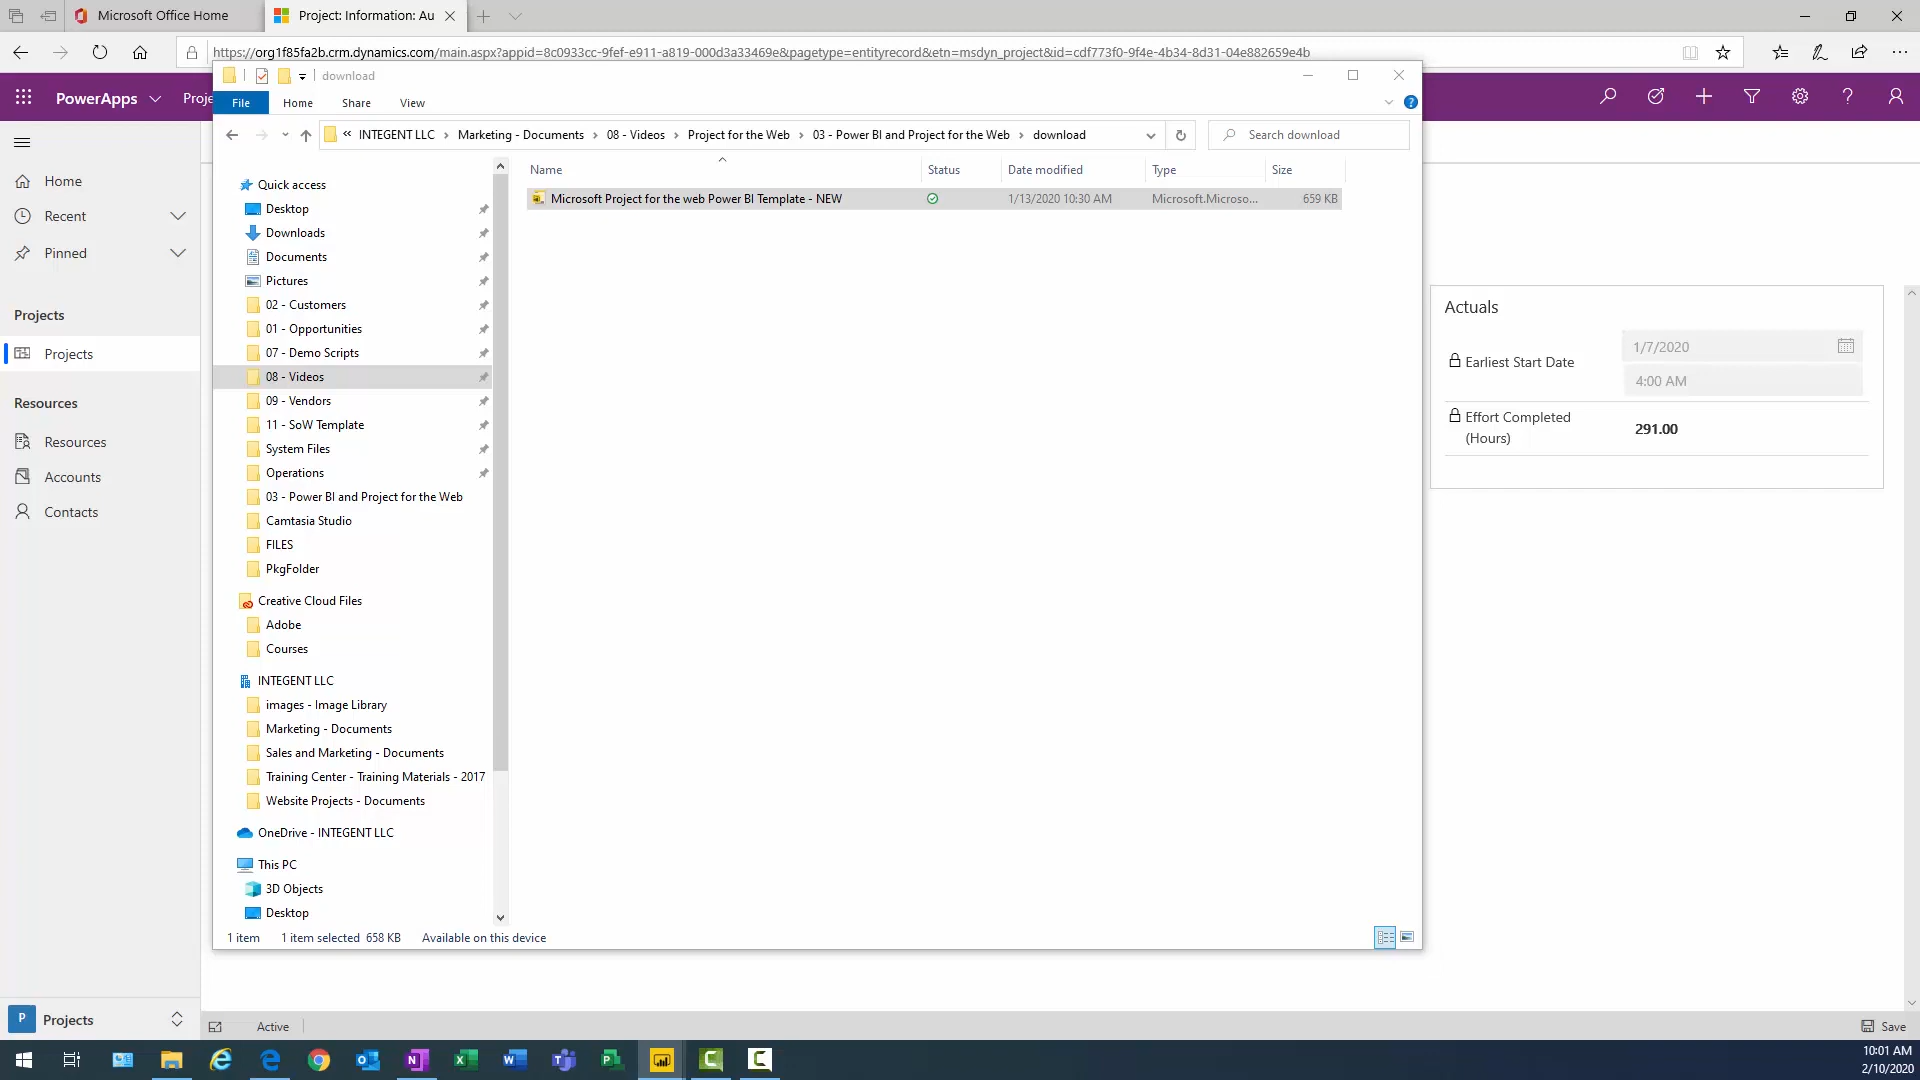 Microsoft Office Home
Project: Information: Au
https://org1f85fa2b.crm.dynamics.com/main.aspx?appid=8c0933cc-9fef-e911-a819-000d3a33469e&pagetype=entityrecord&etn=msdyn_project&id=cdf773f0-9f4e-4b34-8d31-04e882659e4b
download
PowerApps
Proje
File
Home
Share
View
« INTEGENT LLC > Marketing - Documents > 08 - Videos > Project for the Web > 03 - Power BI and Project for the Web > download
Search download
Home
Recent
Pinned
Projects
Projects
Resources
Resources
Accounts
Contacts
Quick access
Desktop
Downloads
Documents
Pictures
02 - Customers
01 - Opportunities
07 - Demo Scripts
08 - Videos
09 - Vendors
11 - SoW Template
System Files
Operations
03 - Power BI and Project for the Web
Camtasia Studio
FILES
PkgFolder
Creative Cloud Files
Adobe
Courses
INTEGENT LLC
images - Image Library
Marketing - Documents
Sales and Marketing - Documents
Training Center - Training Materials - 2017
Website Projects - Documents
OneDrive - INTEGENT LLC
This PC
3D Objects
Desktop
Name Status Date modified Type Size
Microsoft Project for the web Power BI Template - NEW 1/13/2020 10:30 AM Microsoft.Microso... 659 KB
1 item 1 item selected 658 KB Available on this device
Actuals
Earliest Start Date
1/7/2020
4:00 AM
Effort Completed
(Hours)
291.00
P
Projects
Active
Save
10:01 AM
2/10/2020